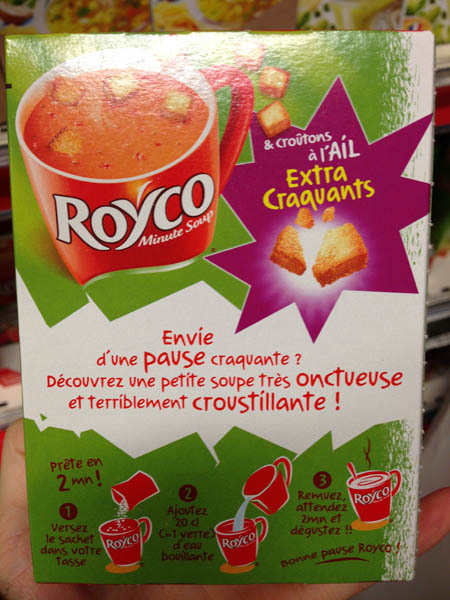 ROYCO
Minute Soup
& croûtons
à l'AIL
Extra
Craquants
Envie
d'une pause craquante ?
Découvrez une petite soupe très onctueuse
et terriblement croustillante !
Prête en
2 mn !
1
Versez
le sachet
dans votre
tasse
ROYCO
2
Ajoutez
20 cl
(=1 verre)
d'eau
bouillante
ROYCO
3
Remuez,
attendez
2mn et
dégustez !!
ROYCO
Bonne pause Royco !